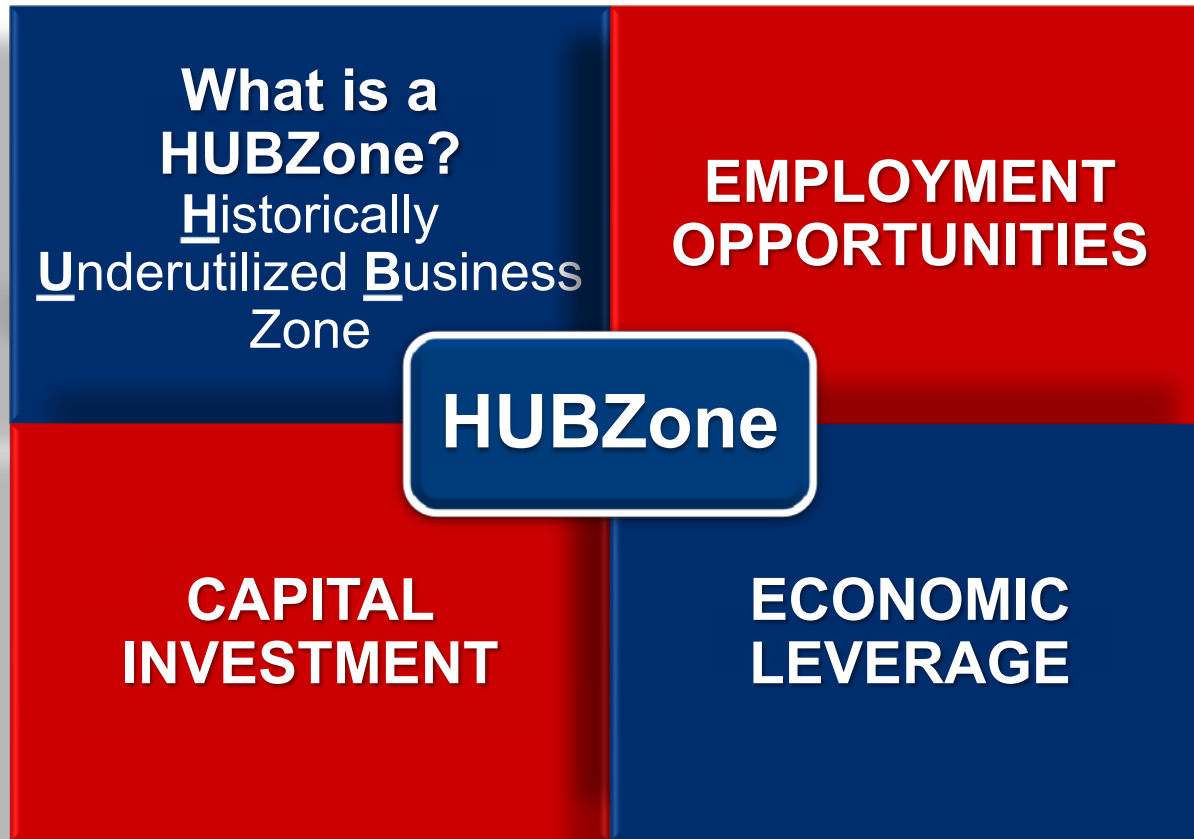 What is a
HUBZone?
Historically
Underutilized Business
Zone
EMPLOYMENT
OPPORTUNITIES
HUBZone
CAPITAL
INVESTMENT
ECONOMIC
LEVERAGE